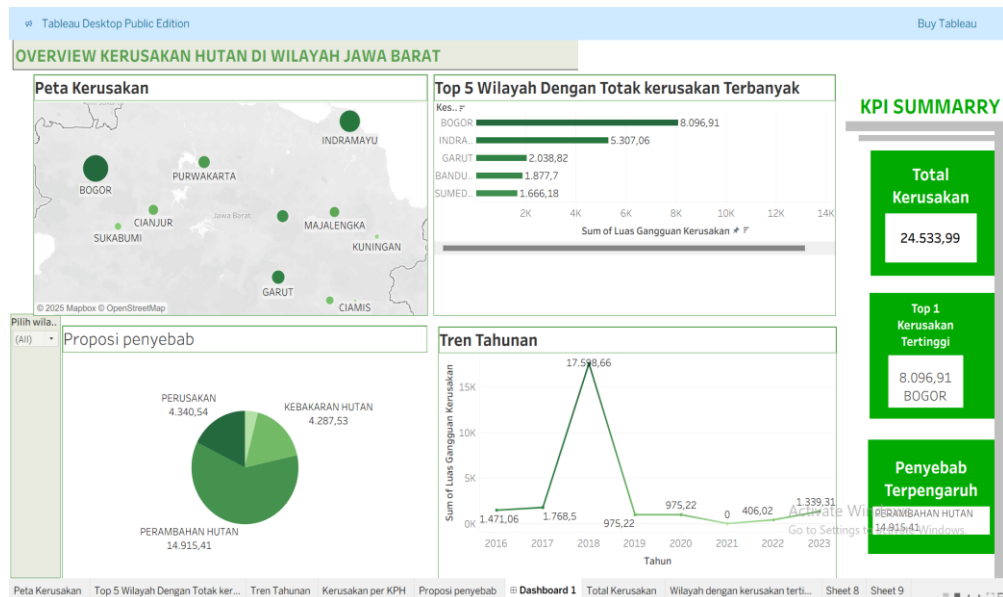 Tableau Desktop Public Edition
Buy Tableau
OVERVIEW KERUSAKAN HUTAN DI WILAYAH JAWA BARAT
Peta Kerusakan
INDRAMAYU
PURWAKARTA
BOGOR
CIANJUR
Jawa Barat
MAJALENGKA
SUKABUMI
KUNINGAN
GARUT
CIAMIS
© 2025 Mapbox © OpenStreetMap
Top 5 Wilayah Dengan Totak kerusakan Terbanyak
Kes..
BOGOR 8.096,91
INDRA.. 5.307,06
GARUT 2.038,82
BANDU.. 1.877,7
SUMED.. 1.666,18
2K 4K 6K 8K 10K 12K 14K
Sum of Luas Gangguan Kerusakan
KPI SUMMARRY
Total
Kerusakan
24.533,99
Top 1
Kerusakan
Tertinggi
8.096,91
BOGOR
Penyebab
Terpengaruh
PERAMBAHAN HUTAN
14.915,41
Pilih wila..
(All)
Proposi penyebab
PERUSAKAN
4.340,54
KEBAKARAN HUTAN
4.287,53
PERAMBAHAN HUTAN
14.915,41
Tren Tahunan
Sum of Luas Gangguan Kerusakan
15K
10K
5K
0K
1.471,06
1.768,5
17.598,66
975,22
975,22
0
406,02
1.339,31
2016 2017 2018 2019 2020 2021 2022 2023
Tahun
Activate Windows
Go to Settings to activate Windows.
Peta Kerusakan Top 5 Wilayah Dengan Totak ker... Tren Tahunan Kerusakan per KPH Proposi penyebab Dashboard 1 Total Kerusakan Wilayah dengan kerusakan terti... Sheet 8 Sheet 9